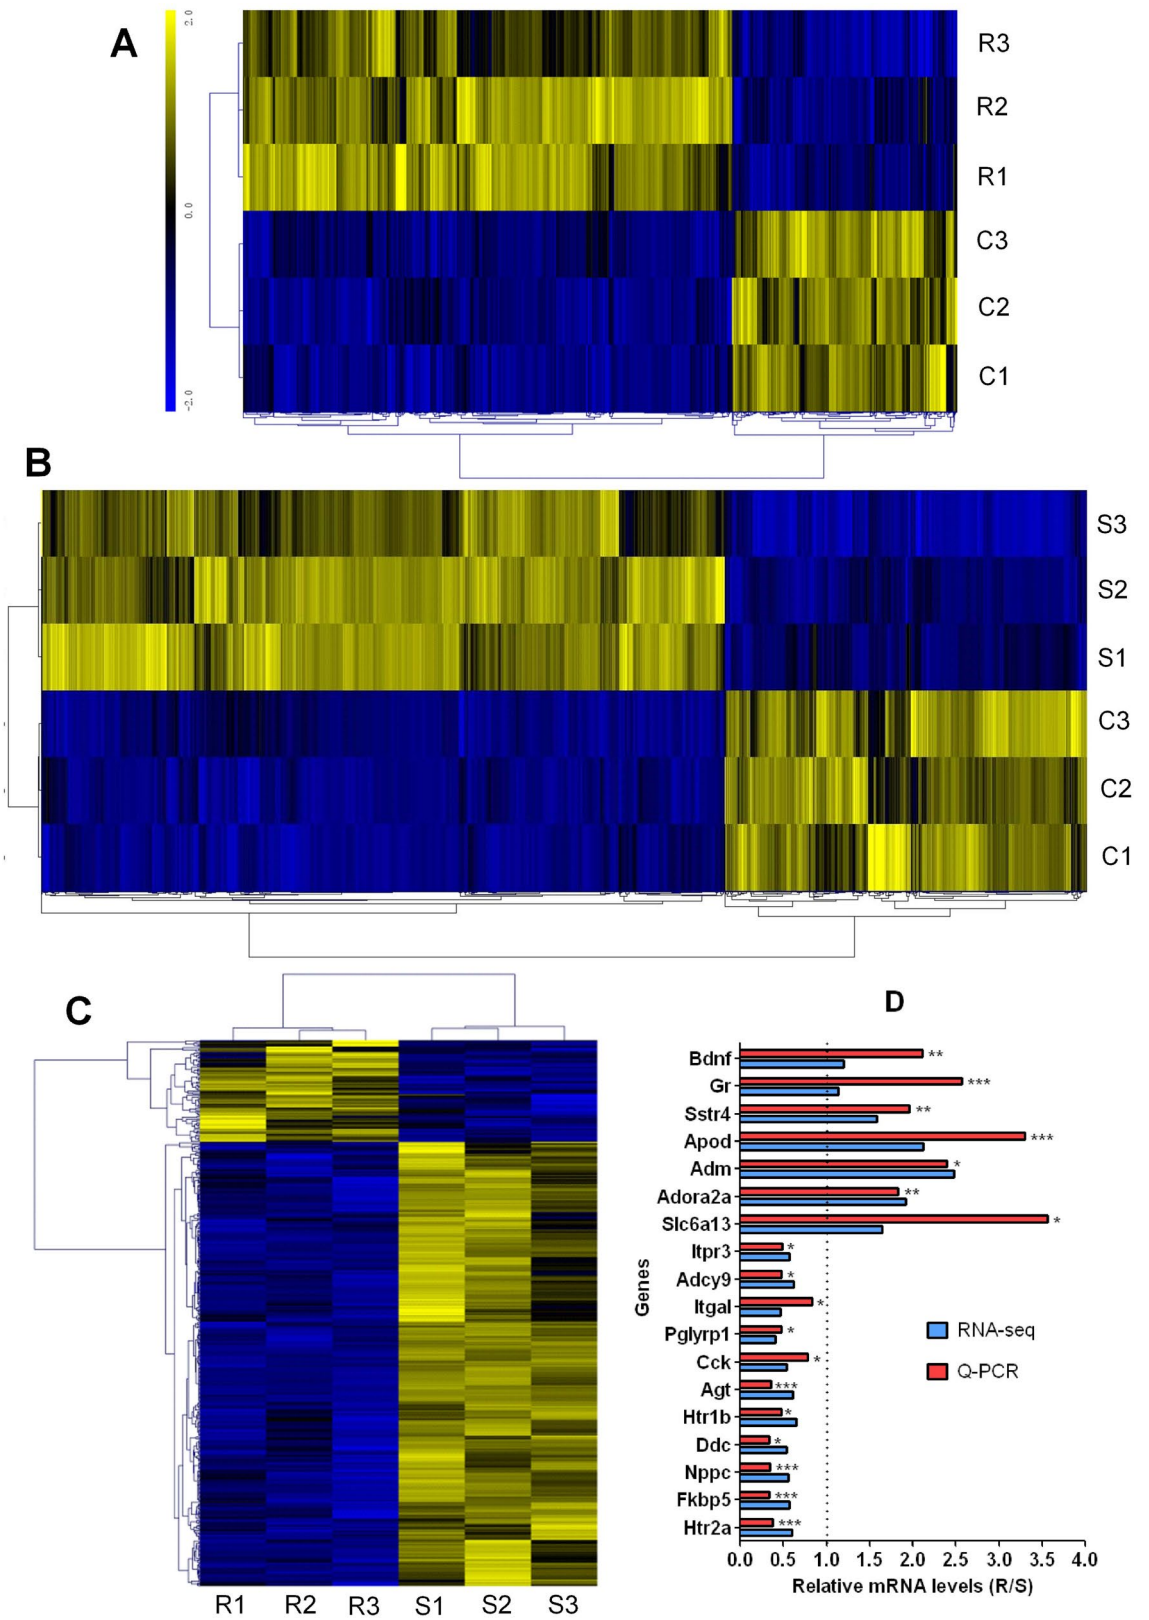 A
2.0
0.0
-2.0
R3
R2
R1
C3
C2
C1
B
S3
S2
S1
C3
C2
C1
C
R1 R2 R3 S1 S2 S3
D
Genes
Bdnf **
Gr ***
Sstr4 **
Apod ***
Adm *
Adora2a **
Slc6a13 *
Itpr3 *
Adcy9 *
Itgal *
Pglyrp1 *
Cck *
Agt ***
Htr1b *
Ddc *
Nppc ***
Fkbp5 ***
Htr2a ***
RNA-seq
Q-PCR
0.0 0.5 1.0 1.5 2.0 2.5 3.0 3.5 4.0
Relative mRNA levels (R/S)